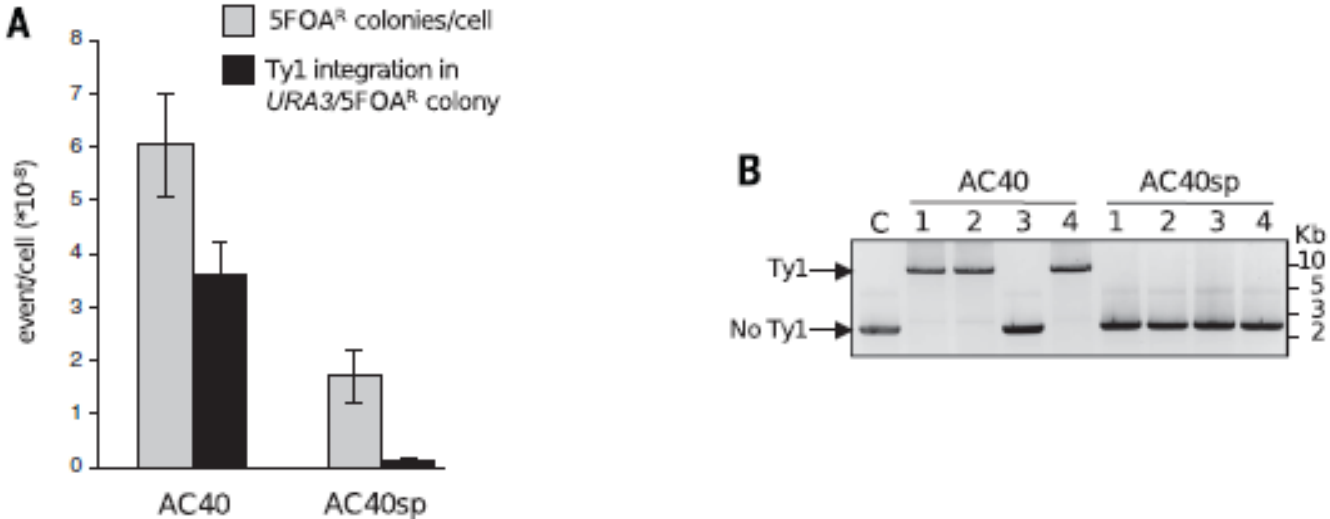 A
5FOAᴿ colonies/cell
Ty1 integration in
URA3/5FOAᴿ colony
event/cell (*10⁻⁸)
8
7
6
5
4
3
2
1
0
AC40 AC40sp
B
AC40 AC40sp
C 1 2 3 4 1 2 3 4 Kb
Ty1 10
5
3
No Ty1 2